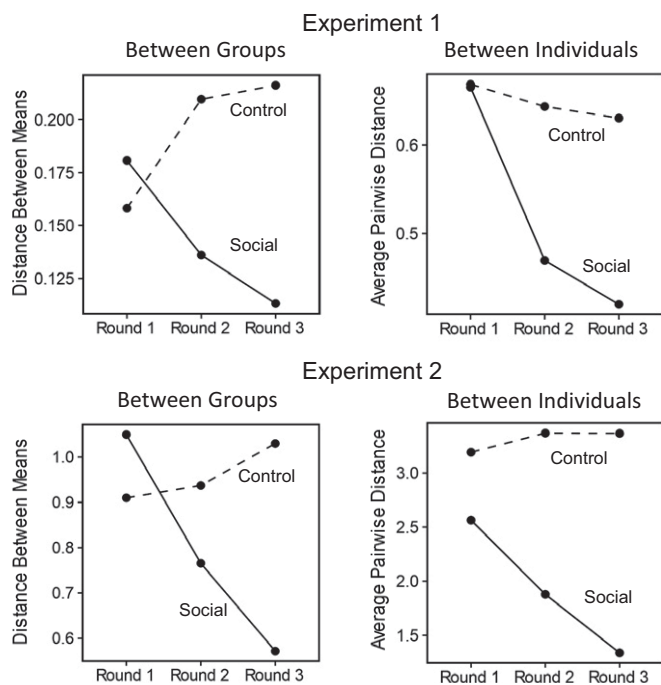 Experiment 1
Between Groups
Between Individuals
Distance Between Means
0.200
0.175
0.150
0.125
Control
Social
Round 1 Round 2 Round 3
Average Pairwise Distance
0.6
0.5
Control
Social
Round 1 Round 2 Round 3
Experiment 2
Between Groups
Between Individuals
Distance Between Means
1.0
0.9
0.8
0.7
0.6
Control
Social
Round 1 Round 2 Round 3
Average Pairwise Distance
3.0
2.5
2.0
1.5
Control
Social
Round 1 Round 2 Round 3